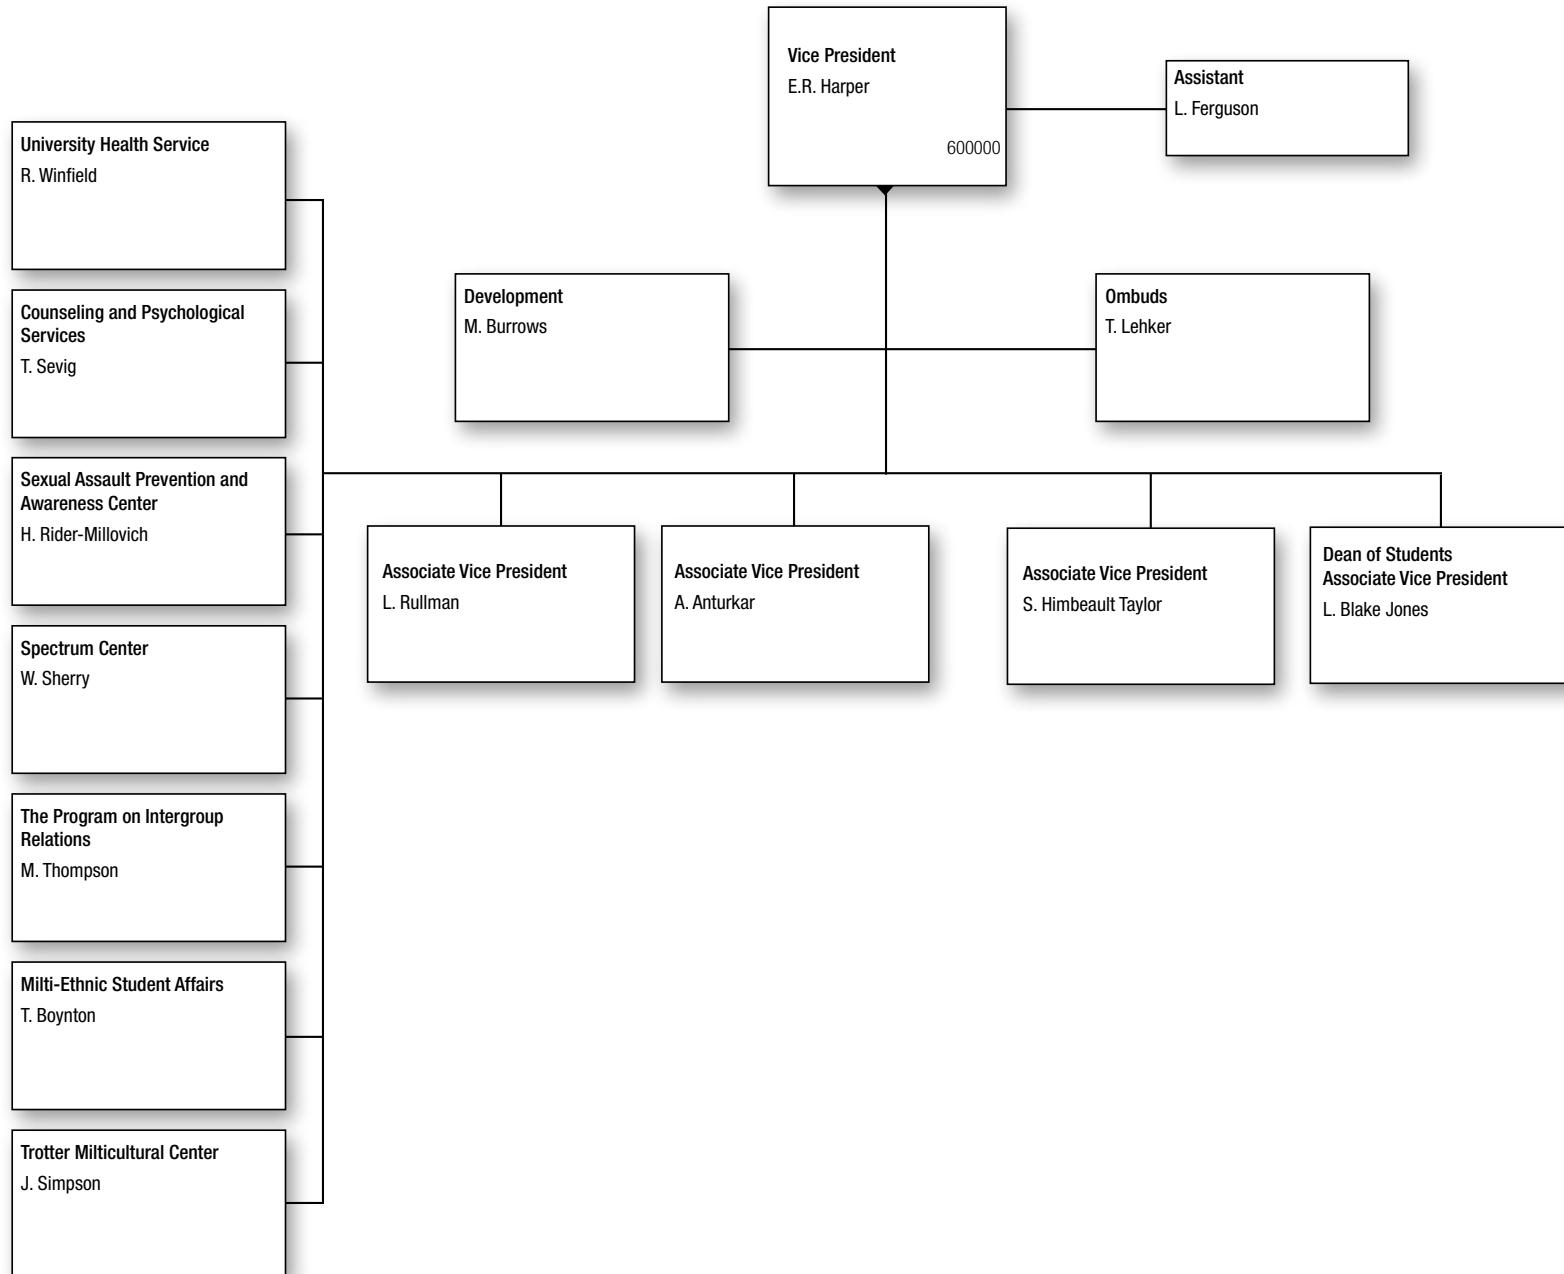 Vice President
E.R. Harper
600000
Assistant
L. Ferguson
University Health Service
R. Winfield
Counseling and Psychological
Services
T. Sevig
Sexual Assault Prevention and
Awareness Center
H. Rider-Millovich
Spectrum Center
W. Sherry
The Program on Intergroup
Relations
M. Thompson
Milti-Ethnic Student Affairs
T. Boynton
Trotter Milticultural Center
J. Simpson
Development
M. Burrows
Ombuds
T. Lehker
Associate Vice President
L. Rullman
Associate Vice President
A. Anturkar
Associate Vice President
S. Himbeault Taylor
Dean of Students
Associate Vice President
L. Blake Jones